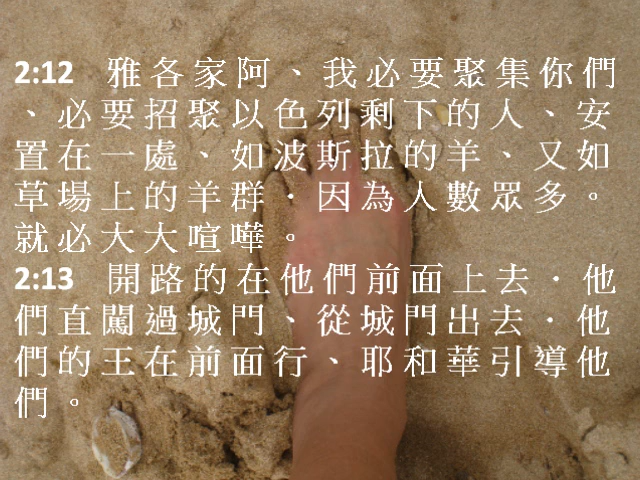 2:12 雅各家阿、我必要聚集你們
、必要招聚以色列剩下的人、安
置在一處、如波斯拉的羊、又如
草場上的羊群．因為人數眾多。
就必大大喧嘩。
2:13 開路的在他們前面上去．他
們直闖過城門、從城門出去．他
們的王在前面行、耶和華引導他
們。